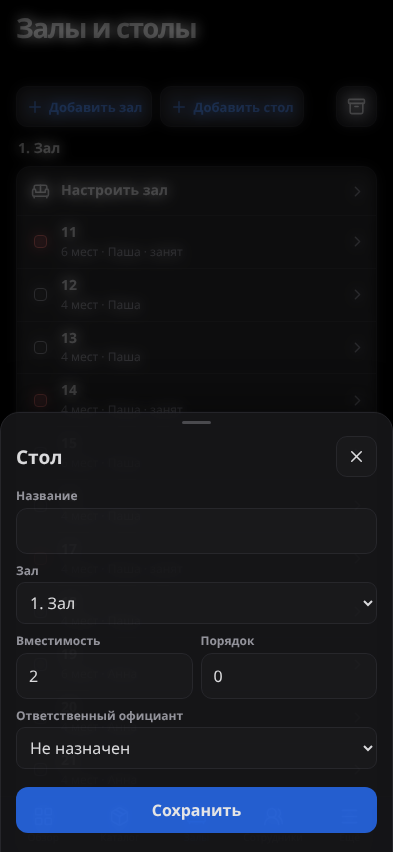 Залы и столы
Добавить зал
Добавить стол
1. Зал
Настроить зал
11
6 мест · Паша · занят
12
4 мест · Паша
13
4 мест · Паша
14
4 мест · Паша · занят
Стол
Название
Зал
1. Зал
Вместимость
Порядок
2
0
Ответственный официант
Не назначен
Сохранить